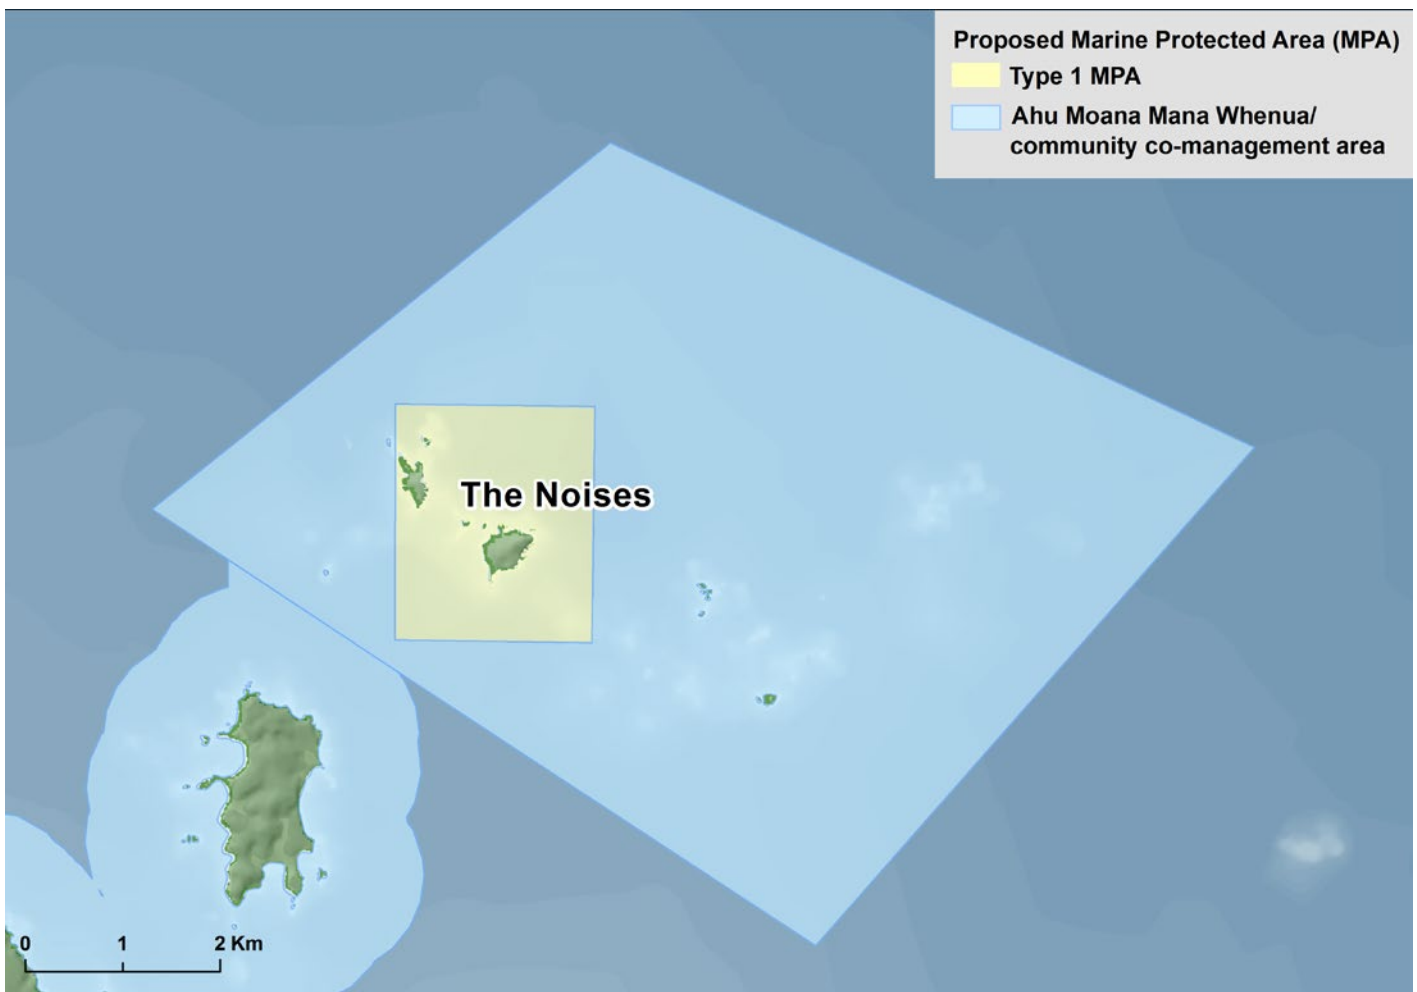 Proposed Marine Protected Area (MPA)
Type 1 MPA
Ahu Moana Mana Whenua/
community co-management area
The Noises
0 1 2 Km